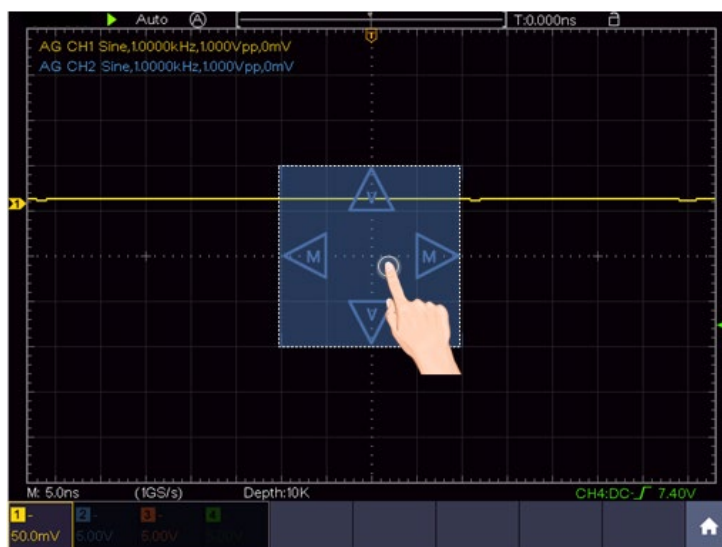 Auto A T T:0.000ns
AG CH1 Sine,1.0000kHz,1.000Vpp,0mV
AG CH2 Sine,1.0000kHz,1.000Vpp,0mV
1
V
M M
V
M: 5.0ns (1GS/s) Depth:10K CH4:DC- 7.40V
1 - 2 - 3 - 4
50.0mV 5.00V 5.00V